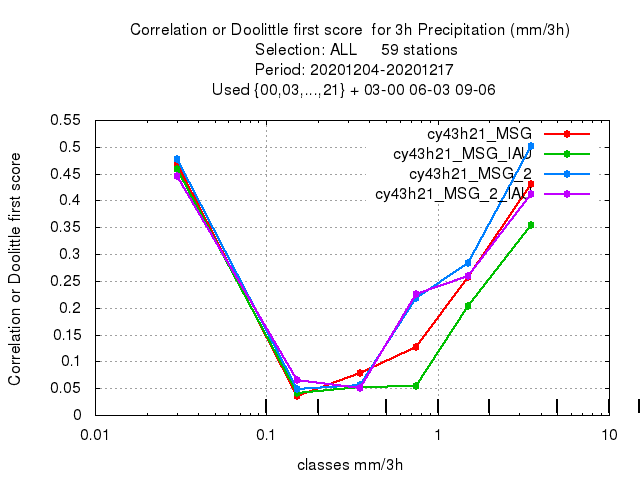 Correlation or Doolittle first score  for 3h Precipitation (mm/3h)
Selection: ALL     59 stations
Period: 20201204-20201217
Used {00,03,...,21} + 03-00 06-03 09-06
Correlation or Doolittle first score
0.55
0.5
0.45
0.4
0.35
0.3
0.25
0.2
0.15
0.1
0.05
0
cy43h21_MSG
cy43h21_MSG_IAU
cy43h21_MSG_2
cy43h21_MSG_2_IAU
0.01
0.1
1
10
classes mm/3h